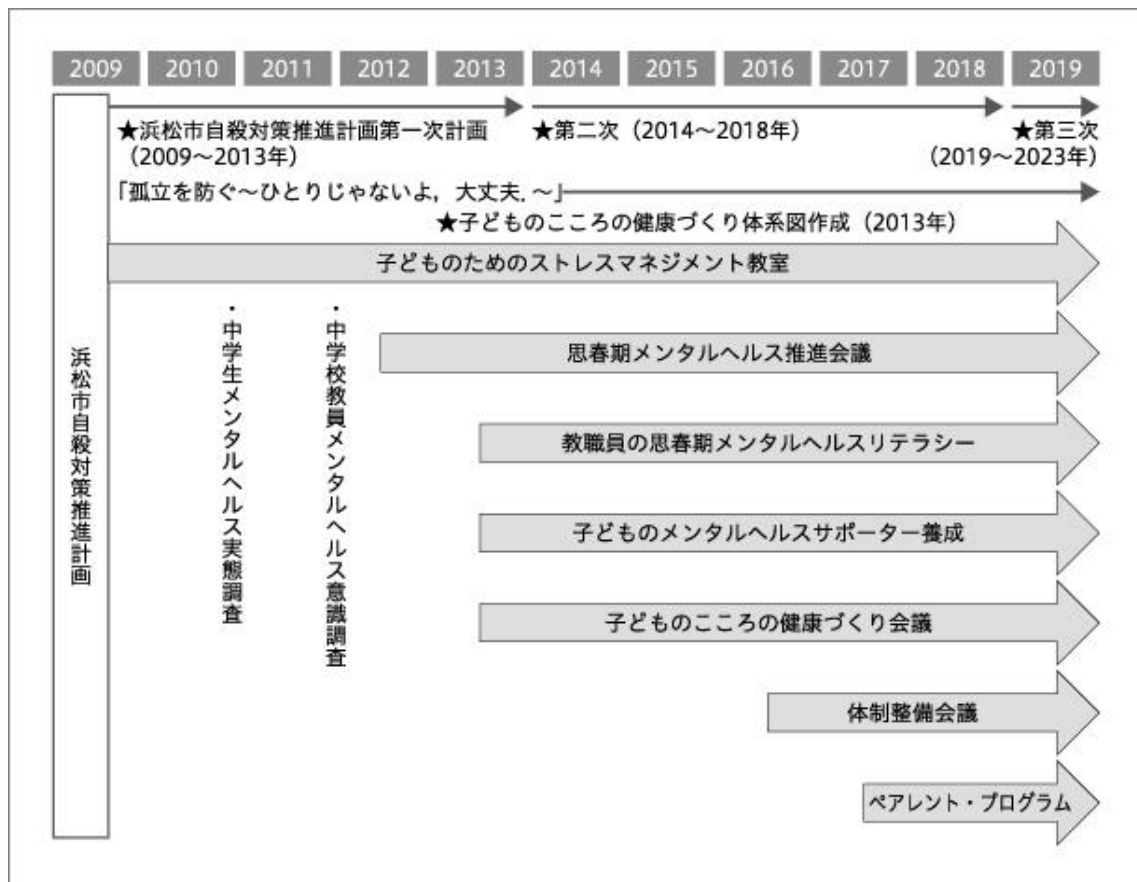 2009 2010 2011 2012 2013 2014 2015 2016 2017 2018 2019
★浜松市自殺対策推進計画第一次計画
(2009～2013年)
★第二次(2014～2018年)
★第三次
(2019～2023年)
「孤立を防ぐ～ひとりじゃないよ，大丈夫．～」
★子どものこころの健康づくり体系図作成(2013年)
子どものためのストレスマネジメント教室
浜松市自殺対策推進計画
・中学生メンタルヘルス実態調査
・中学校教員メンタルヘルス意識調査
思春期メンタルヘルス推進会議
教職員の思春期メンタルヘルスリテラシー
子どものメンタルヘルスサポーター養成
子どものこころの健康づくり会議
体制整備会議
ペアレント・プログラム